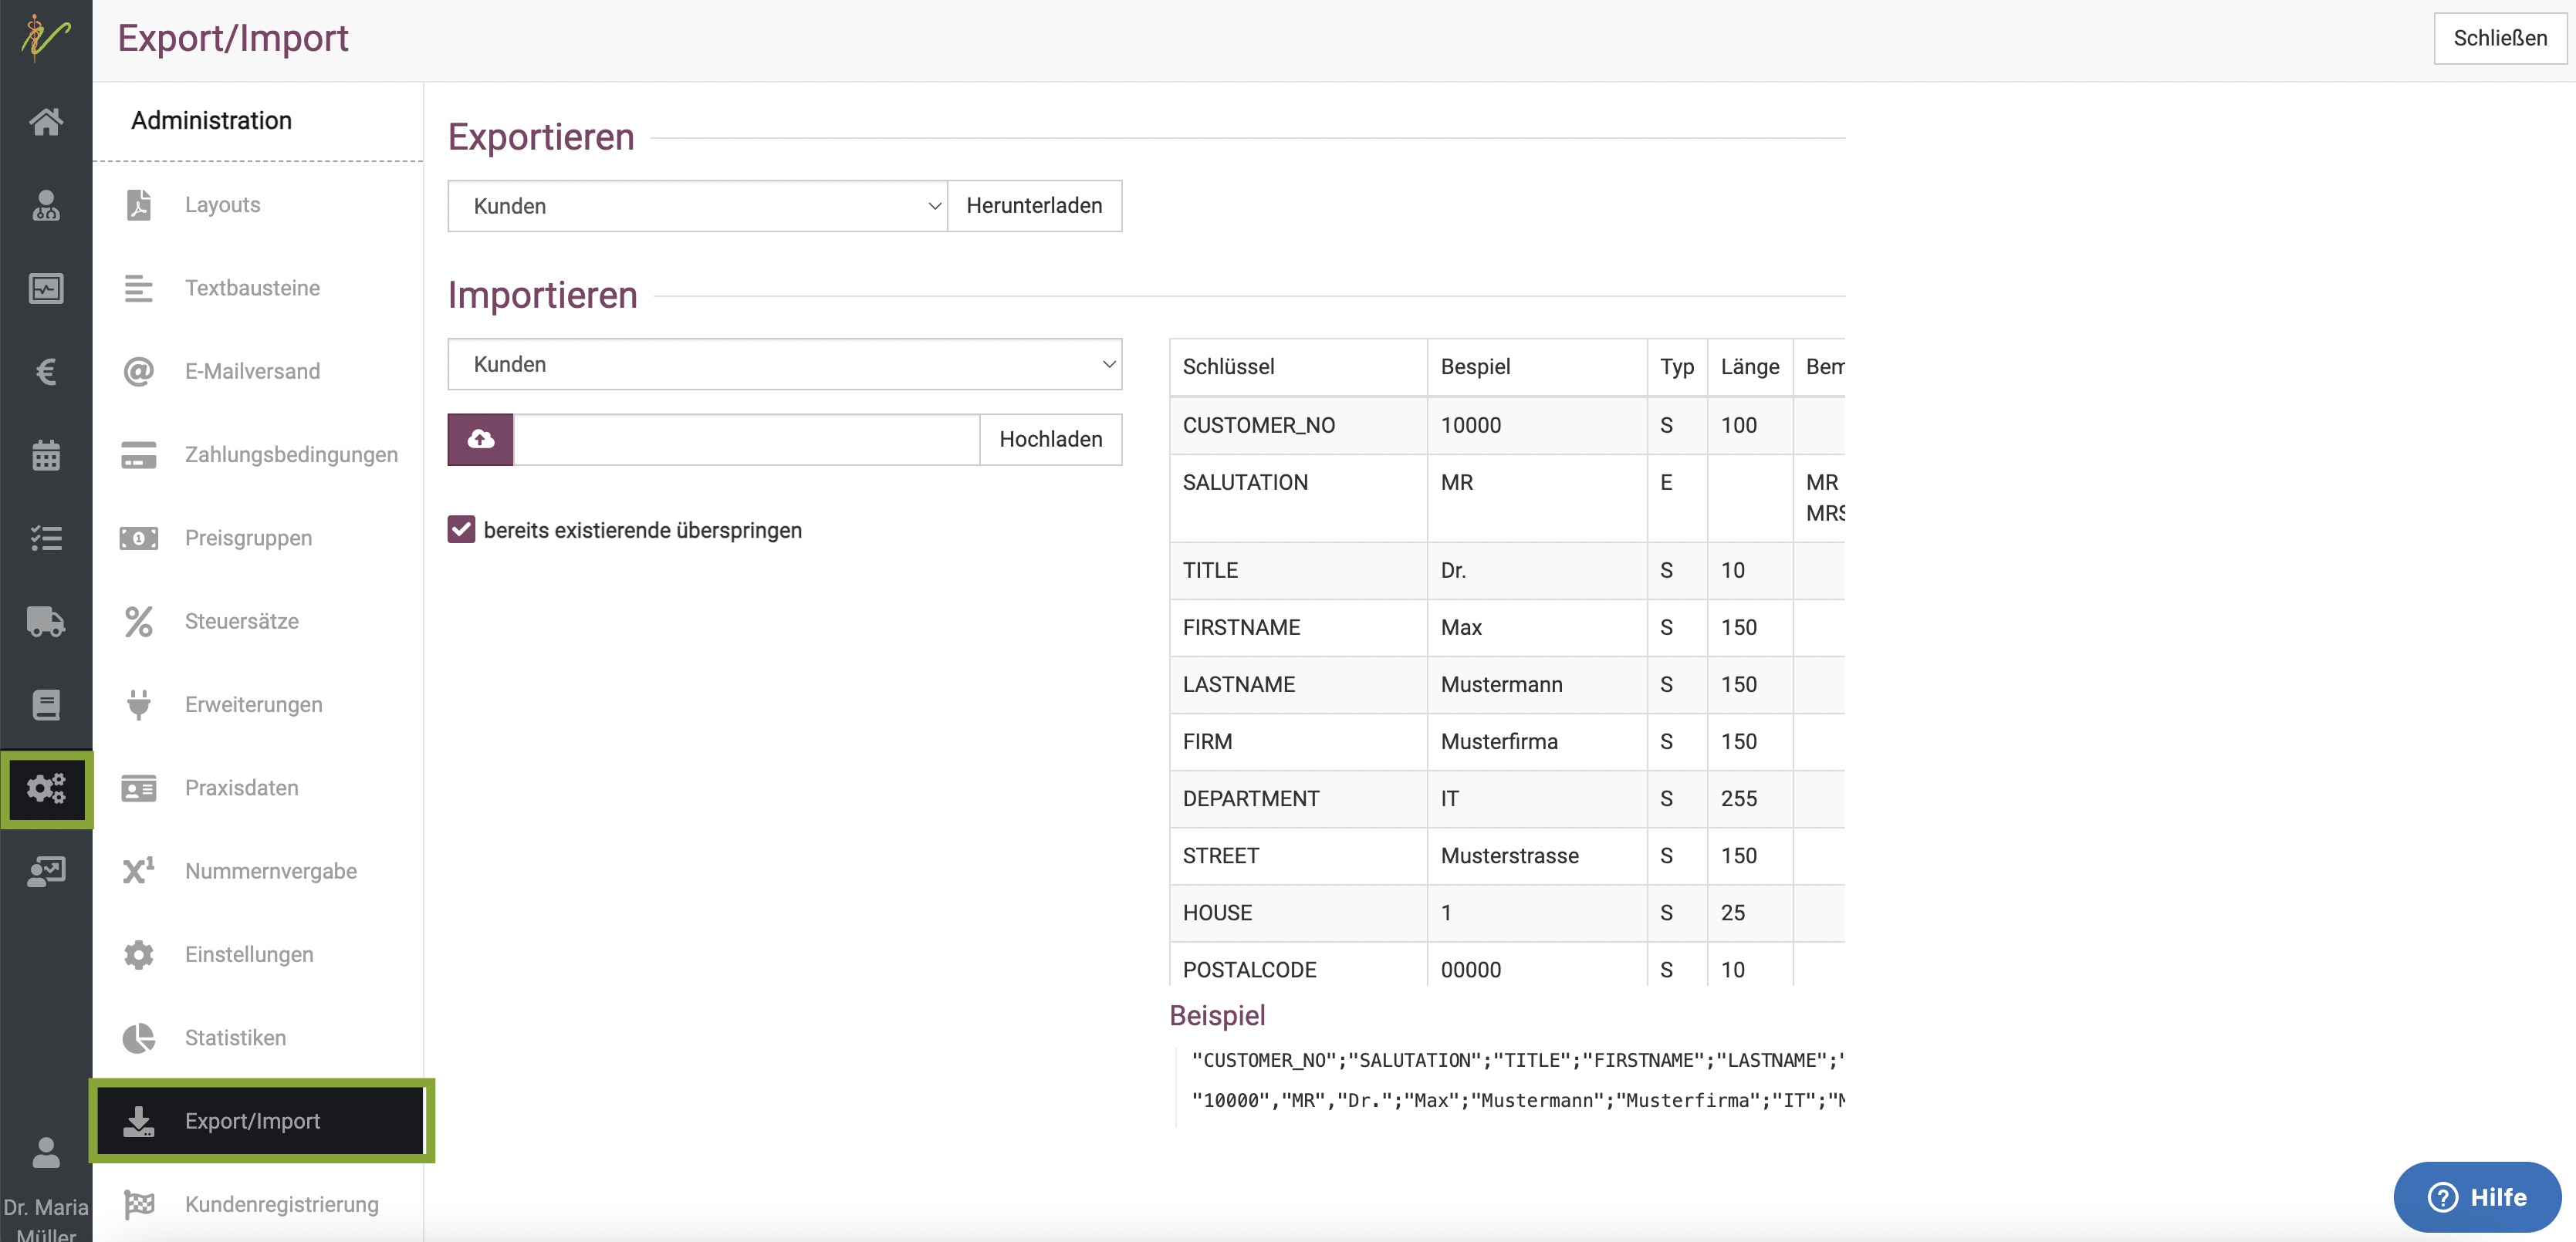 Export/Import
Schließen
Administration
Layouts
Textbausteine
E-Mailversand
Zahlungsbedingungen
Preisgruppen
Steuersätze
Erweiterungen
Praxisdaten
Nummernvergabe
Einstellungen
Statistiken
Export/Import
Kundenregistrierung
Dr. Maria
Müller
Exportieren
Kunden Herunterladen
Importieren
Kunden
Hochladen
bereits existierende überspringen
Schlüssel Bespiel Typ Länge Bem
CUSTOMER_NO 10000 S 100
SALUTATION MR E MR
MRS
TITLE Dr. S 10
FIRSTNAME Max S 150
LASTNAME Mustermann S 150
FIRM Musterfirma S 150
DEPARTMENT IT S 255
STREET Musterstrasse S 150
HOUSE 1 S 25
POSTALCODE 00000 S 10
Beispiel
"CUSTOMER_NO";"SALUTATION";"TITLE";"FIRSTNAME";"LASTNAME";"
"10000","MR","Dr.";"Max";"Mustermann";"Musterfirma";"IT";"M
Hilfe